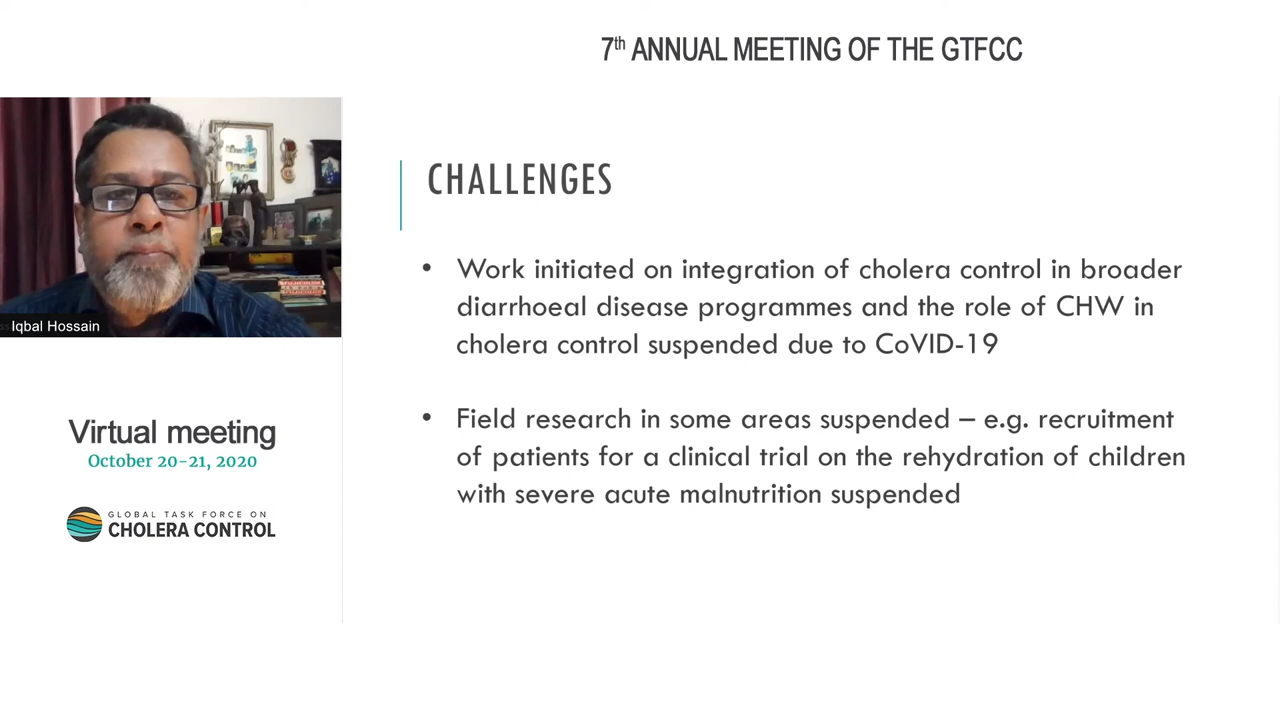 7th ANNUAL MEETING OF THE GTFCC
Iqbal Hossain
Virtual meeting
October 20-21, 2020
GLOBAL TASK FORCE ON
CHOLERA CONTROL
CHALLENGES
• Work initiated on integration of cholera control in broader
diarrhoeal disease programmes and the role of CHW in
cholera control suspended due to CoVID-19
• Field research in some areas suspended – e.g. recruitment
of patients for a clinical trial on the rehydration of children
with severe acute malnutrition suspended